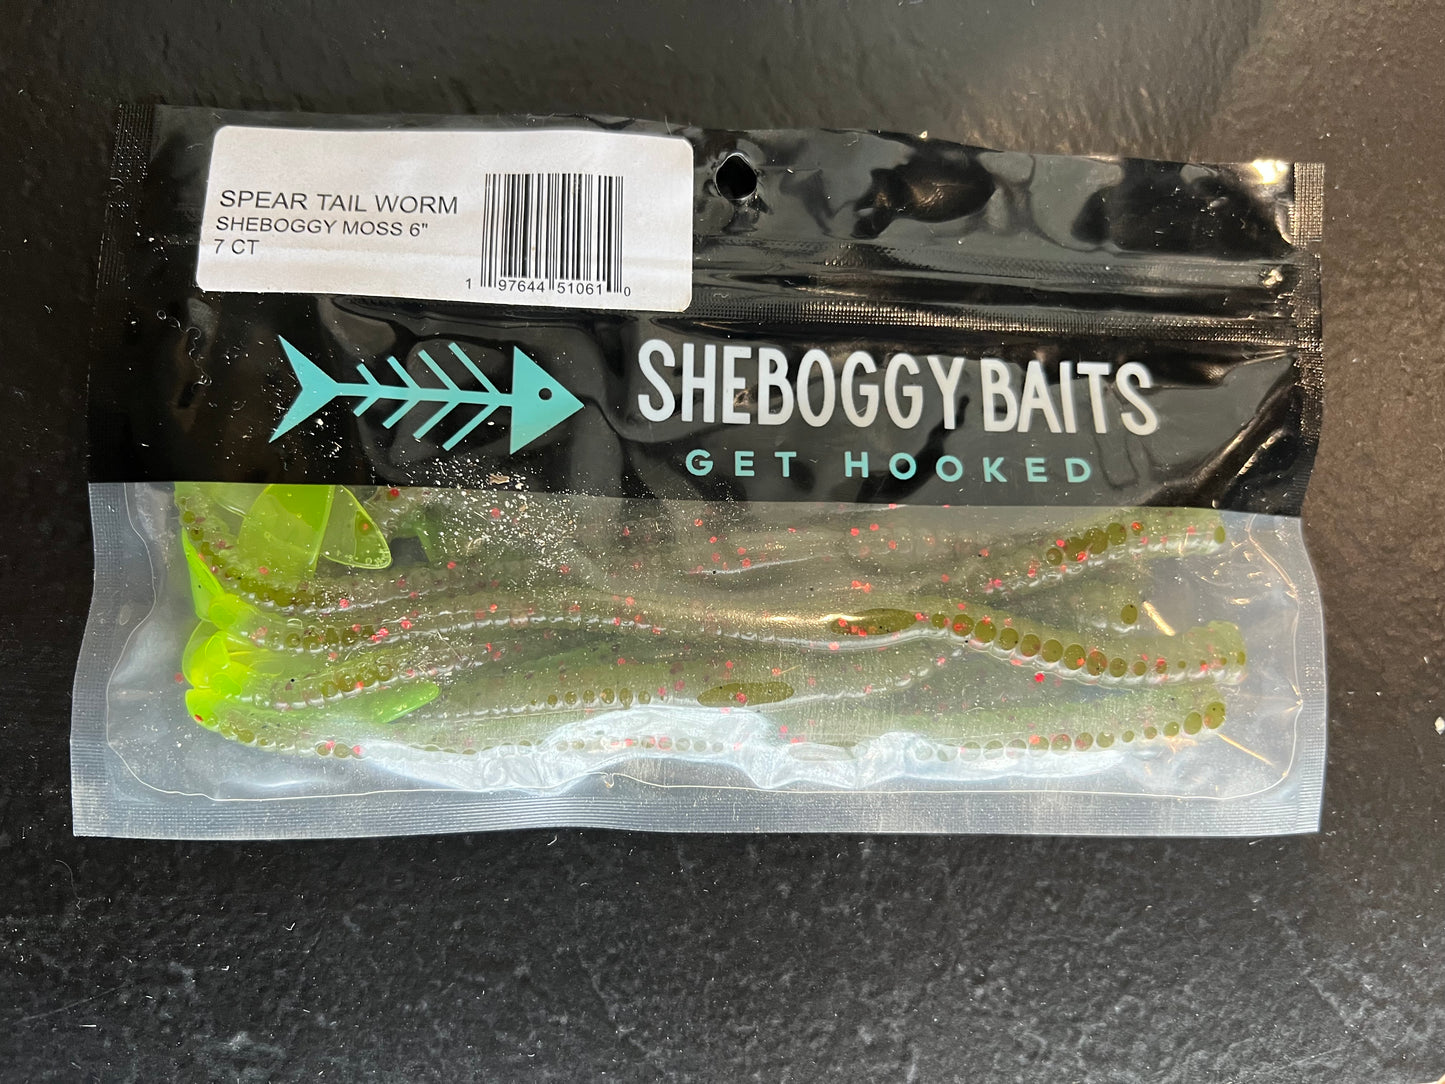 SPEAR TAIL WORM
SHEBOGGY MOSS 6"
7 CT
1 97644 51061 0
SHEBOGGY BAITS
GET HOOKED